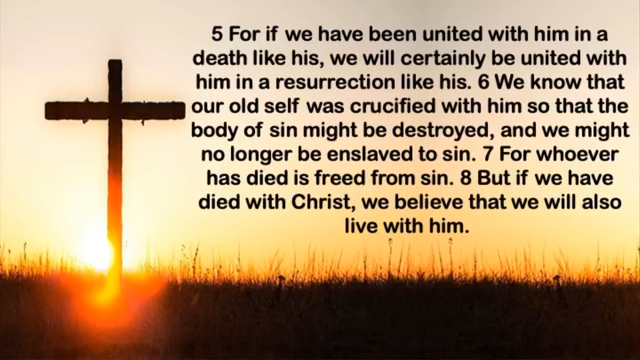 5 For if we have been united with him in a
death like his, we will certainly be united with
him in a resurrection like his. 6 We know that
our old self was crucified with him so that the
body of sin might be destroyed, and we might
no longer be enslaved to sin. 7 For whoever
has died is freed from sin. 8 But if we have
died with Christ, we believe that we will also
live with him.